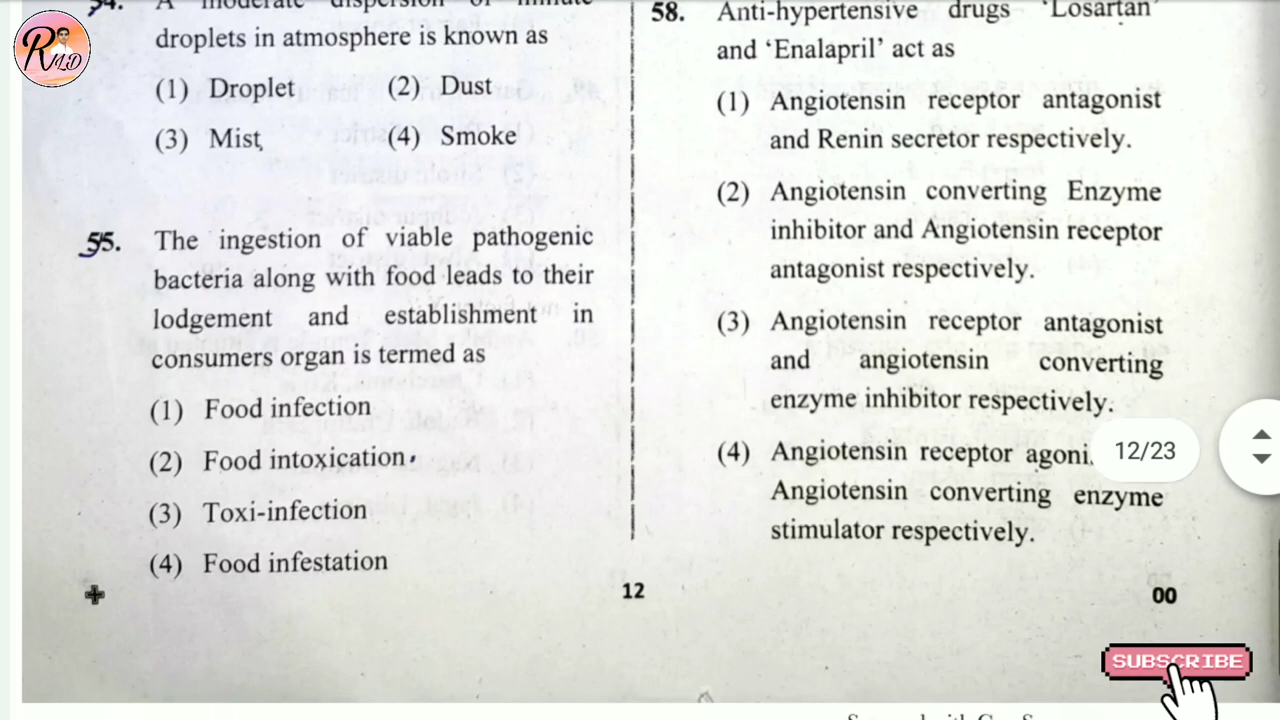 R
M.D
54. A moderate dispersion of minute
droplets in atmosphere is known as
(1) Droplet (2) Dust
(3) Mist (4) Smoke
55. The ingestion of viable pathogenic
bacteria along with food leads to their
lodgement and establishment in
consumers organ is termed as
(1) Food infection
(2) Food intoxication
(3) Toxi-infection
(4) Food infestation
58. Anti-hypertensive drugs 'Losartan'
and 'Enalapril' act as
(1) Angiotensin receptor antagonist
and Renin secretor respectively.
(2) Angiotensin converting Enzyme
inhibitor and Angiotensin receptor
antagonist respectively.
(3) Angiotensin receptor antagonist
and angiotensin converting
enzyme inhibitor respectively.
(4) Angiotensin receptor agoni
Angiotensin converting enzyme
stimulator respectively.
12/23
12
00
SUBSCRIBE